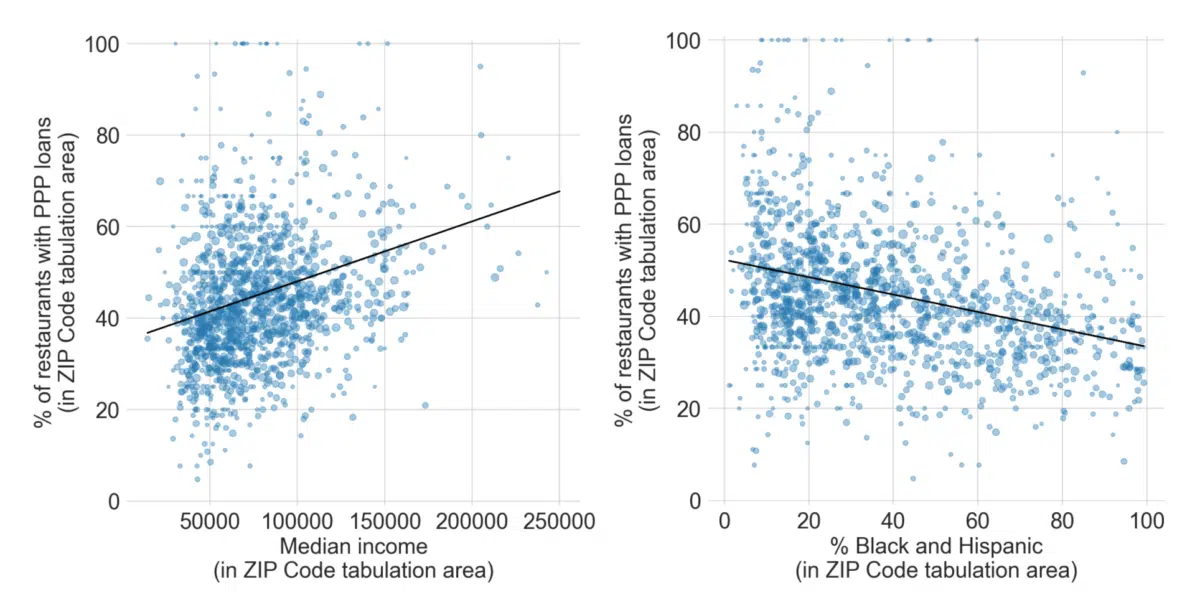 % of restaurants with PPP loans
(in ZIP Code tabulation area)
100
80
60
40
20
0
50000 100000 150000 200000 250000
Median income
(in ZIP Code tabulation area)
% of restaurants with PPP loans
(in ZIP Code tabulation area)
100
80
60
40
20
0
0 20 40 60 80 100
% Black and Hispanic
(in ZIP Code tabulation area)